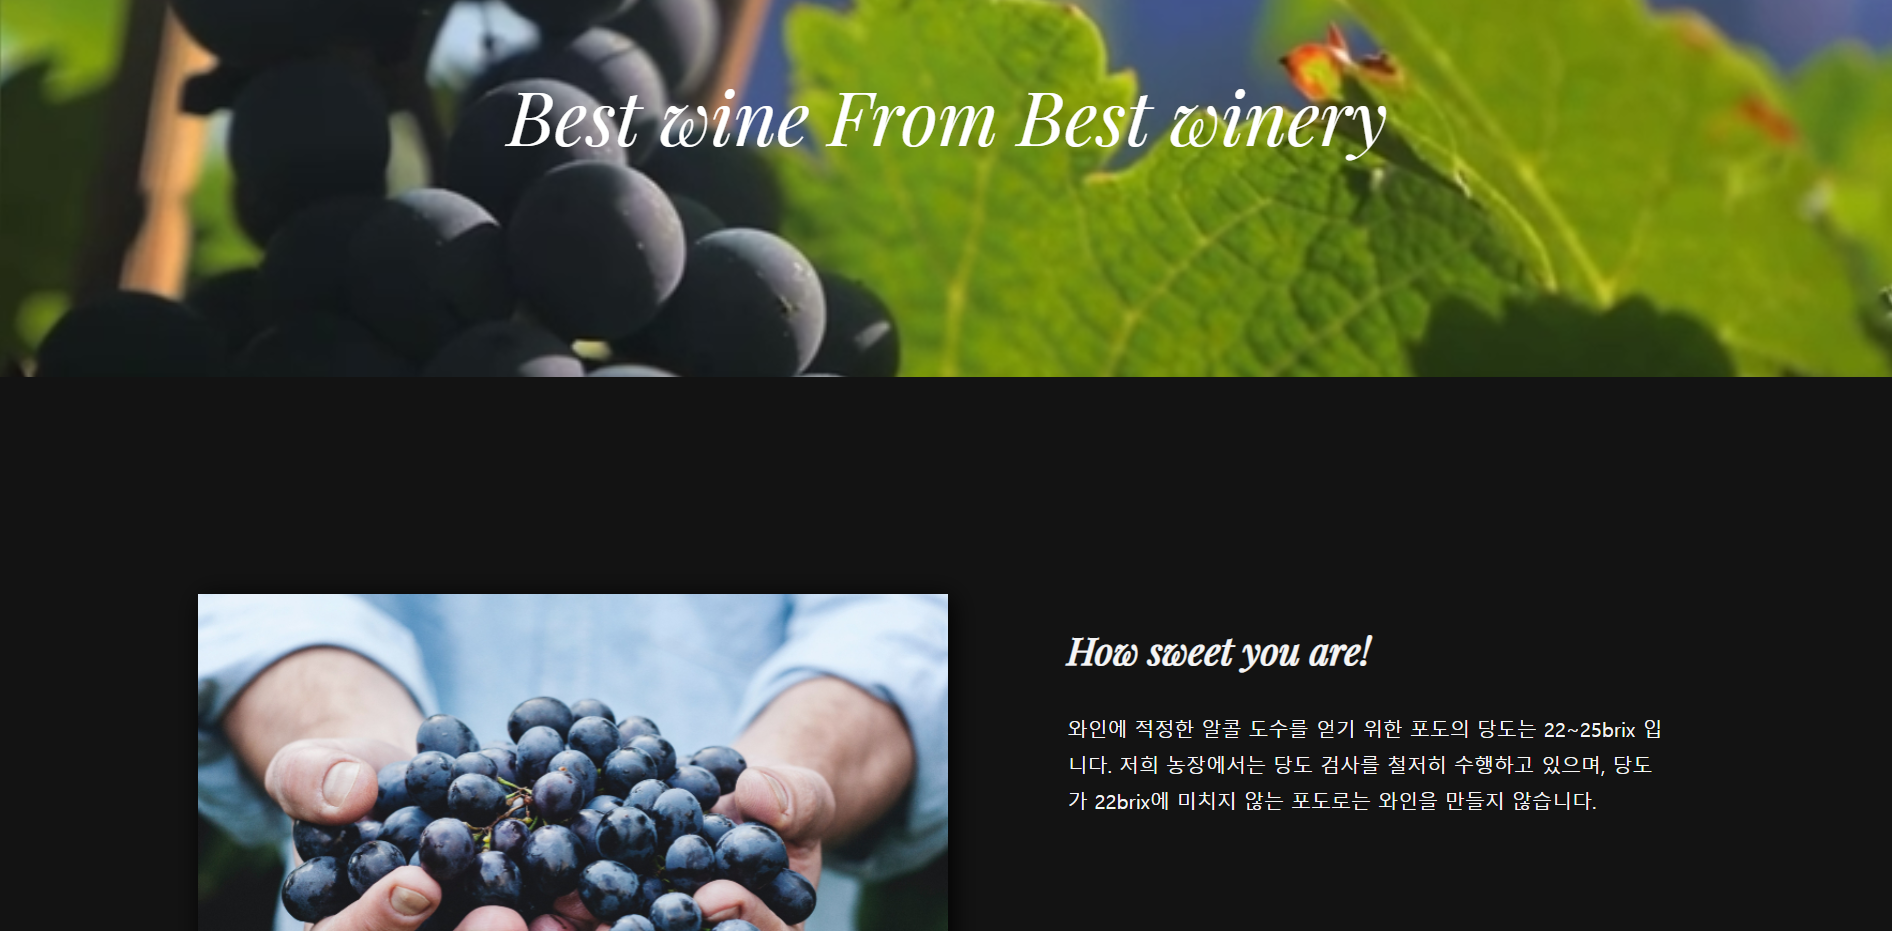 Best wine From Best winery
How sweet you are!
와인에 적정한 알콜 도수를 얻기 위한 포도의 당도는 22~25brix 입
니다. 저희 농장에서는 당도 검사를 철저히 수행하고 있으며, 당도
가 22brix에 미치지 않는 포도로는 와인을 만들지 않습니다.